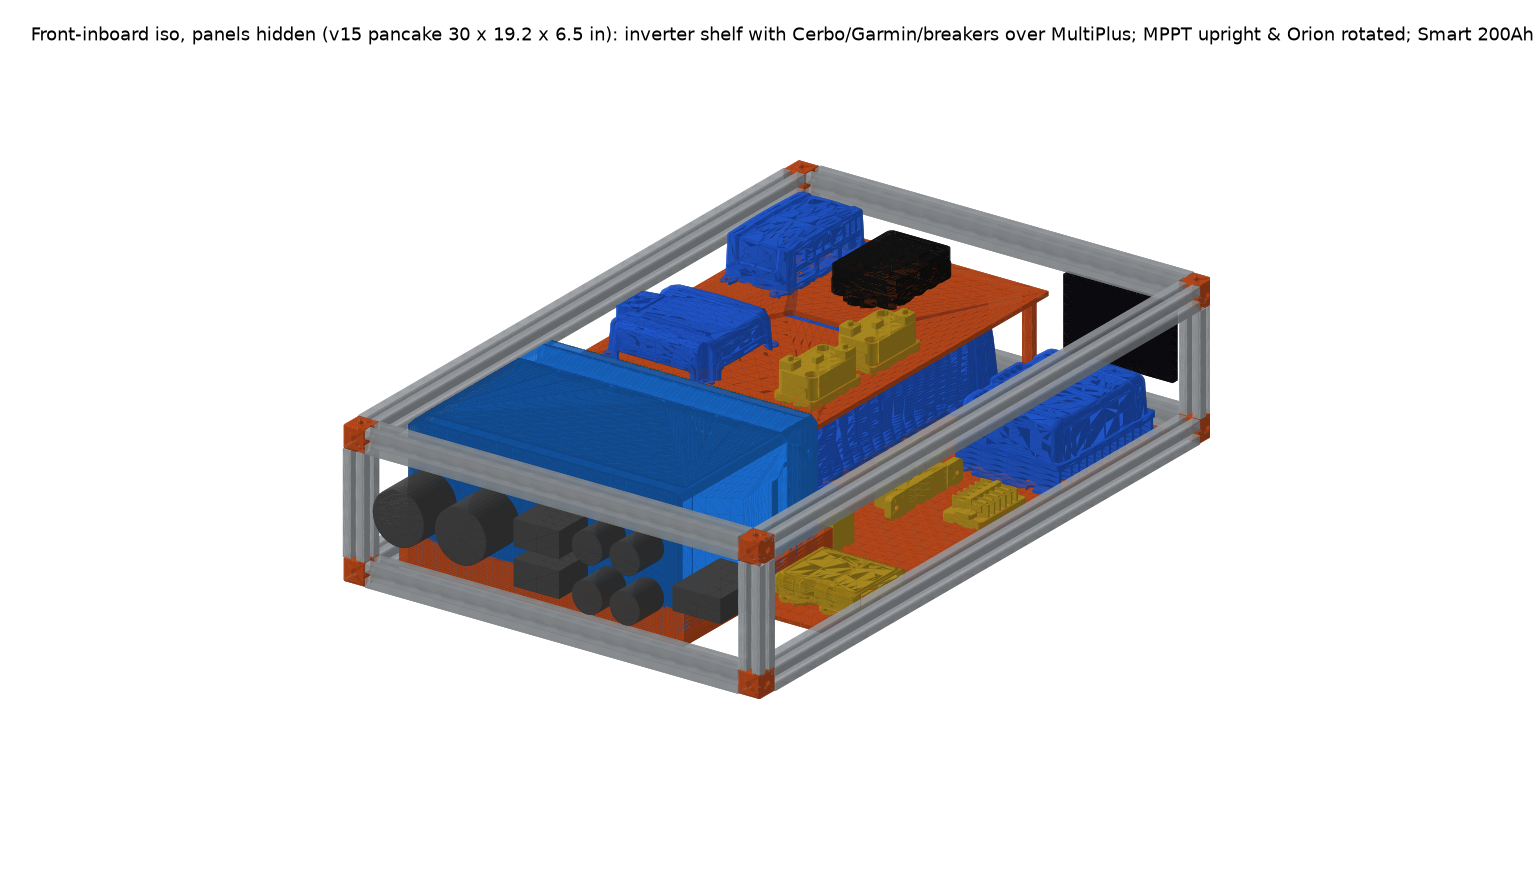 Front-inboard iso, panels hidden (v15 pancake 30 x 19.2 x 6.5 in): inverter shelf with Cerbo/Garmin/breakers over MultiPlus; MPPT upright & Orion rotated; Smart 200Ah